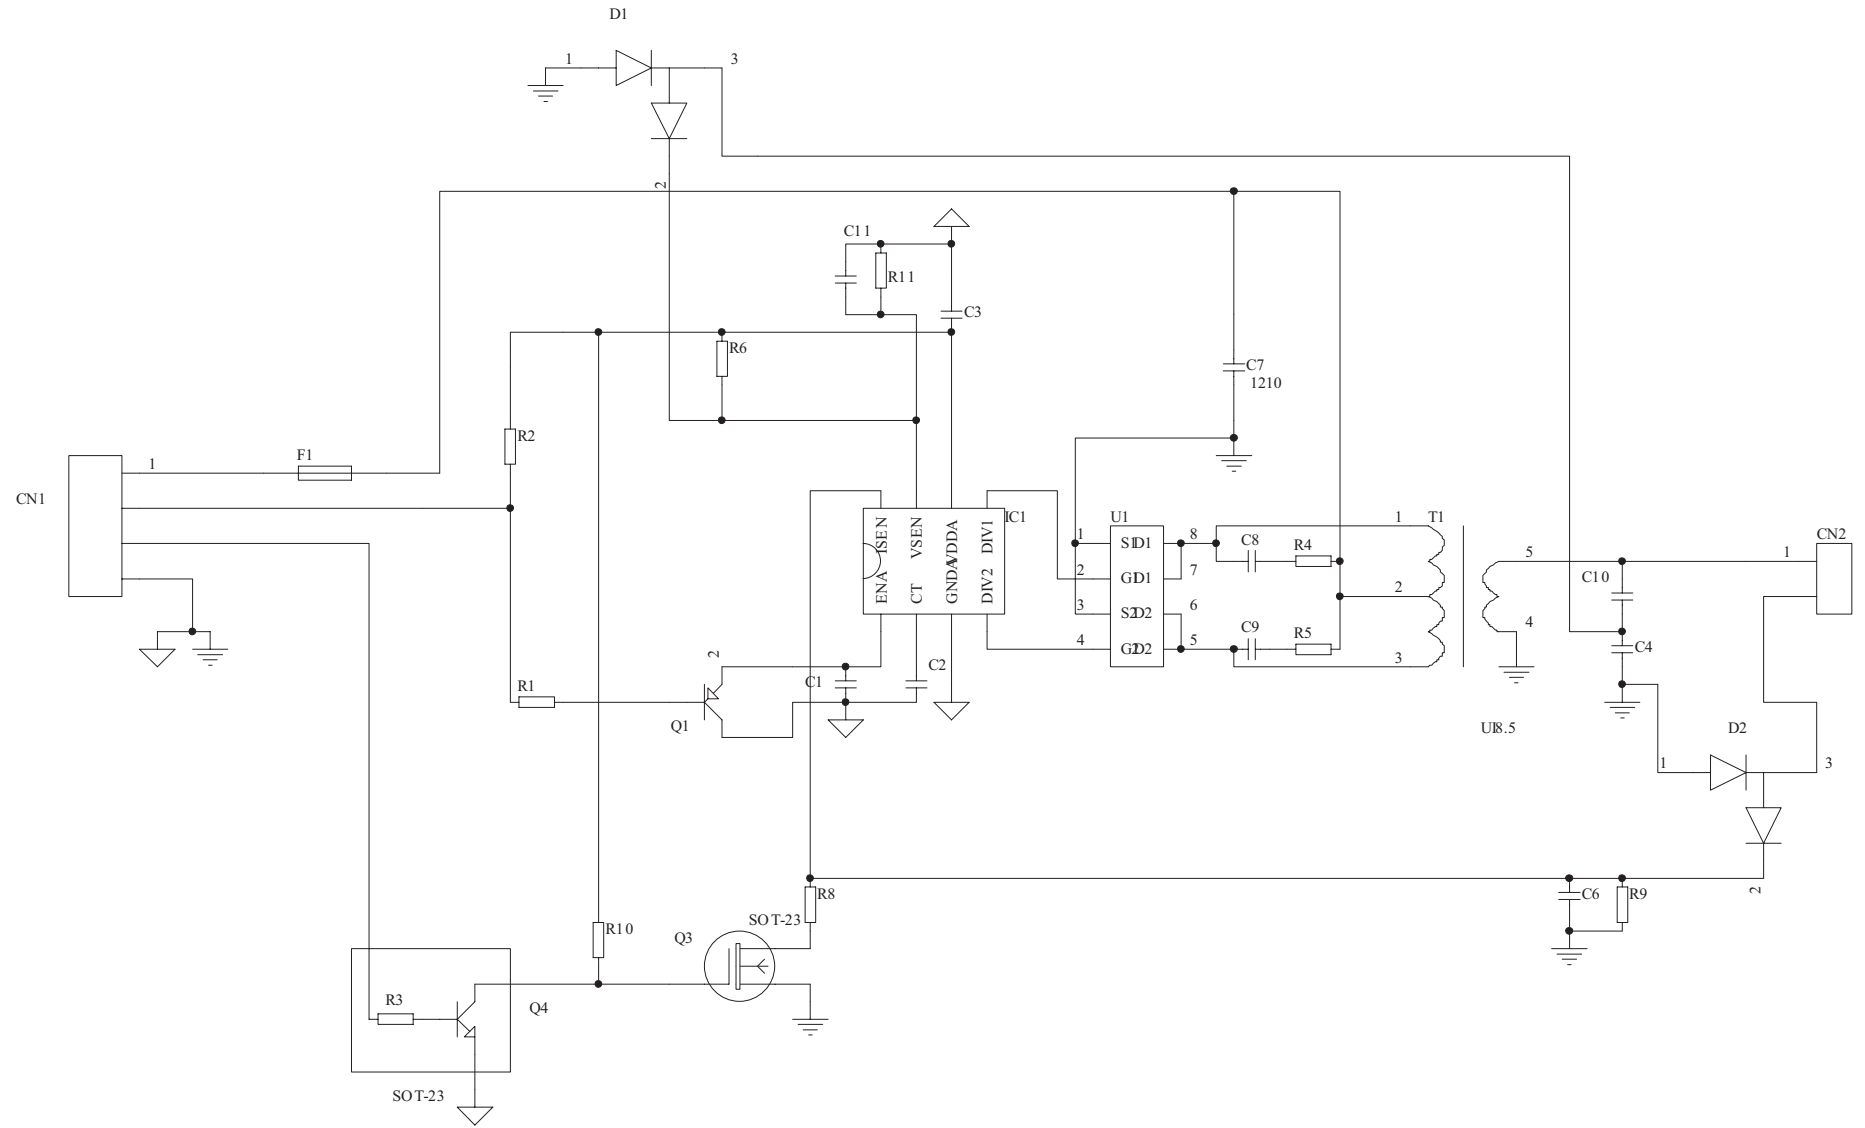 D1
1
3
2
C11
R11
C3
R6
C7
1210
R2
F1
1
CN1
IC1
ISEN
VSEN
VDDA
DIV1
ENA
CT
GNDA
DIV2
U1
1
S1 D1
8
2
G1 D1
7
3
S2 D2
6
4
G2 D2
5
C8
R4
C9
R5
1
T1
2
3
5
4
CN2
1
C10
C4
UI8.5
D2
1
3
2
C1
C2
R1
2
Q1
R8
SOT-23
Q3
C6
R9
R10
R3
Q4
SOT-23